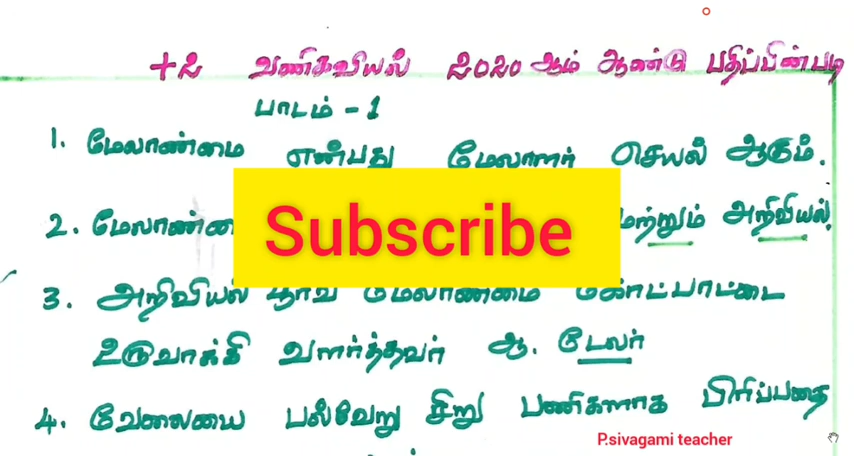 +2 வணிகவியல் 2020 ஆம் ஆண்டு பதிப்பின்படி
பாடம் - 1
1. மேலாண்மை என்பது மேலாளர் செயல் ஆகும்.
2. மற்றும் அறிவியல்.
Subscribe
3. அறிவியல் பூர்வ மேலாண்மை கோட்பாட்டை
உருவாக்கி வளர்த்தவர் ஆ. டேலர்
4. வேலையை பல்வேறு சிறு பணிகளாக பிரிப்பதை
P.sivagami teacher